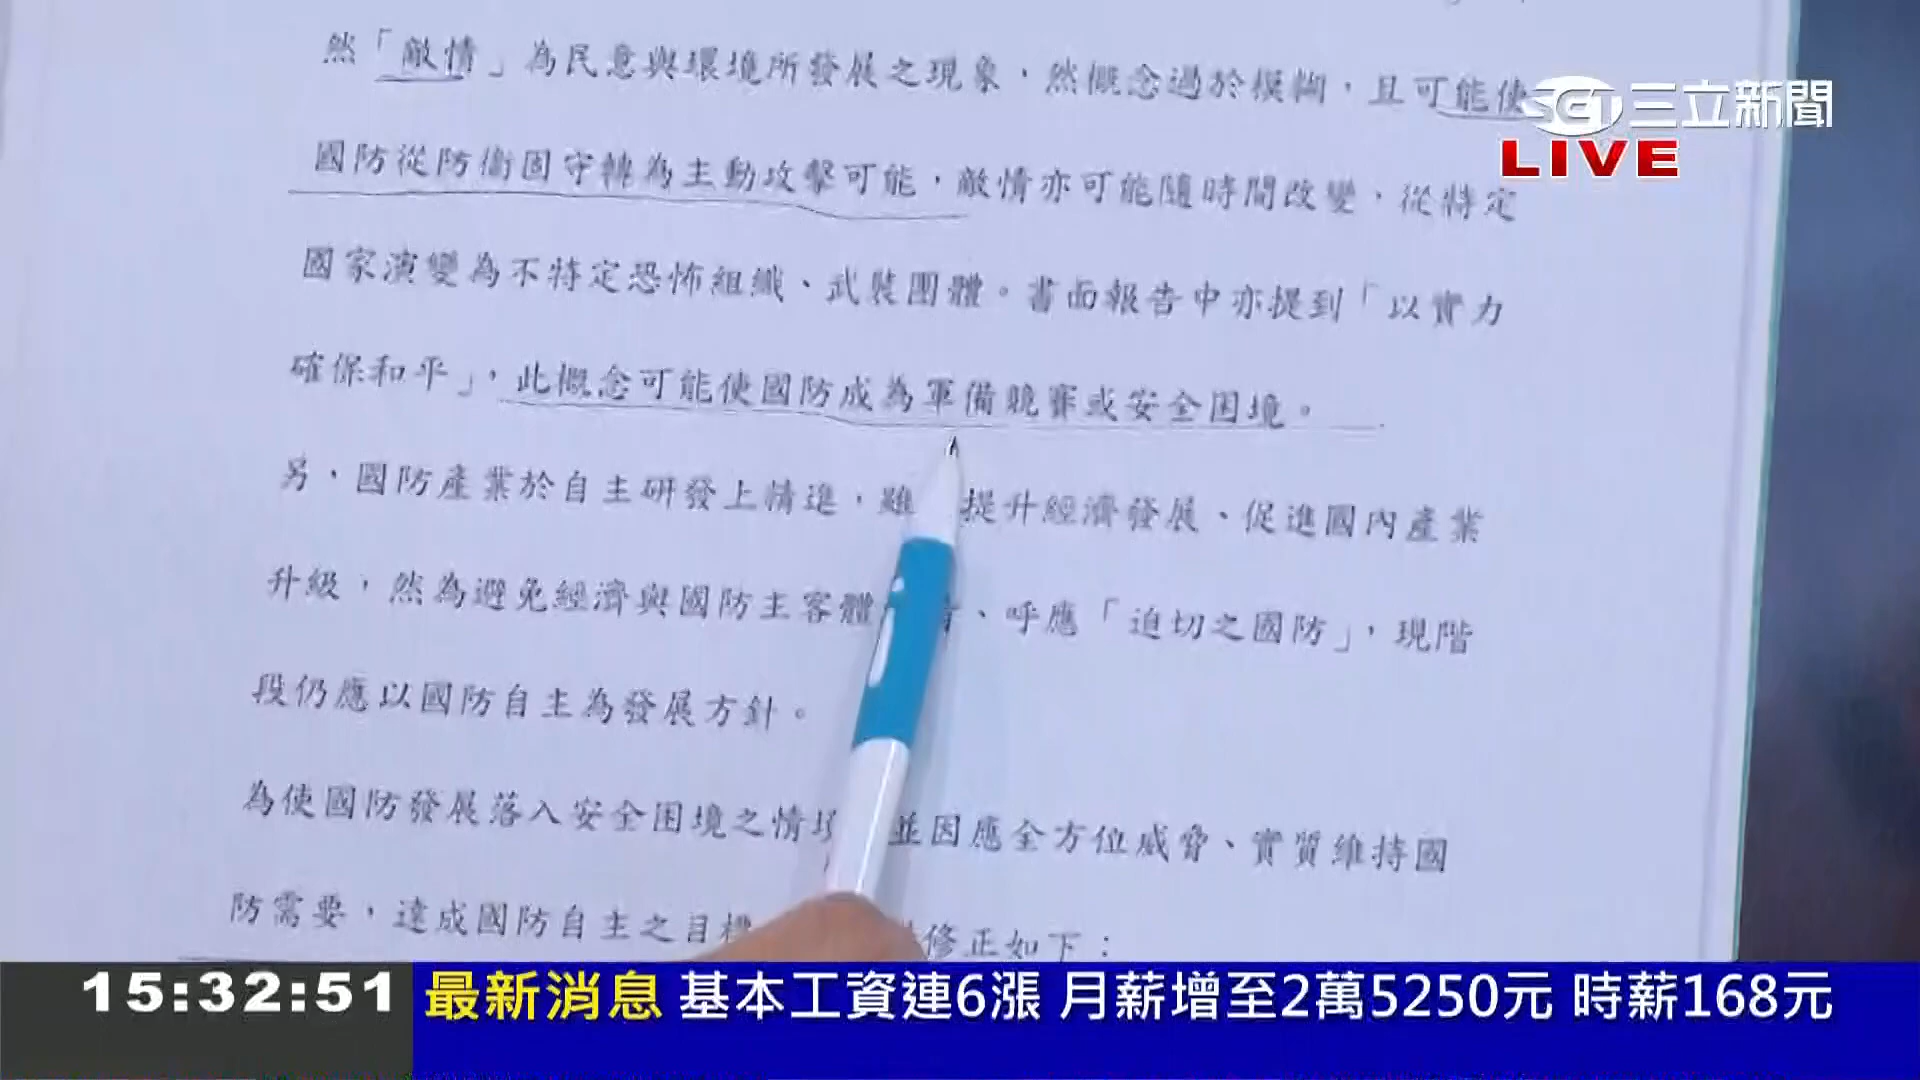 然「敵情」為民意與環境所發展之現象，然概念過於模糊，且可能使
國防從防衛固守轉為主動攻擊可能，敵情亦可能隨時間改變，從特定
國家演變為不特定恐怖組織、武裝團體。書面報告中亦提到「以實力
確保和平」，此概念可能使國防成為軍備競賽或安全困境。
另，國防產業於自主研發上精進，雖 提升經濟發展、促進國內產業
升級，然為避免經濟與國防主客體 、呼應「迫切之國防」，現階
段仍應以國防自主為發展方針。
為使國防發展落入安全困境之情 並因應全方位威脅、實質維持國
防需要，達成國防自主之目標 修正如下：
SET 三立新聞
LIVE
15:32:51 最新消息 基本工資連6漲 月薪增至2萬5250元 時薪168元